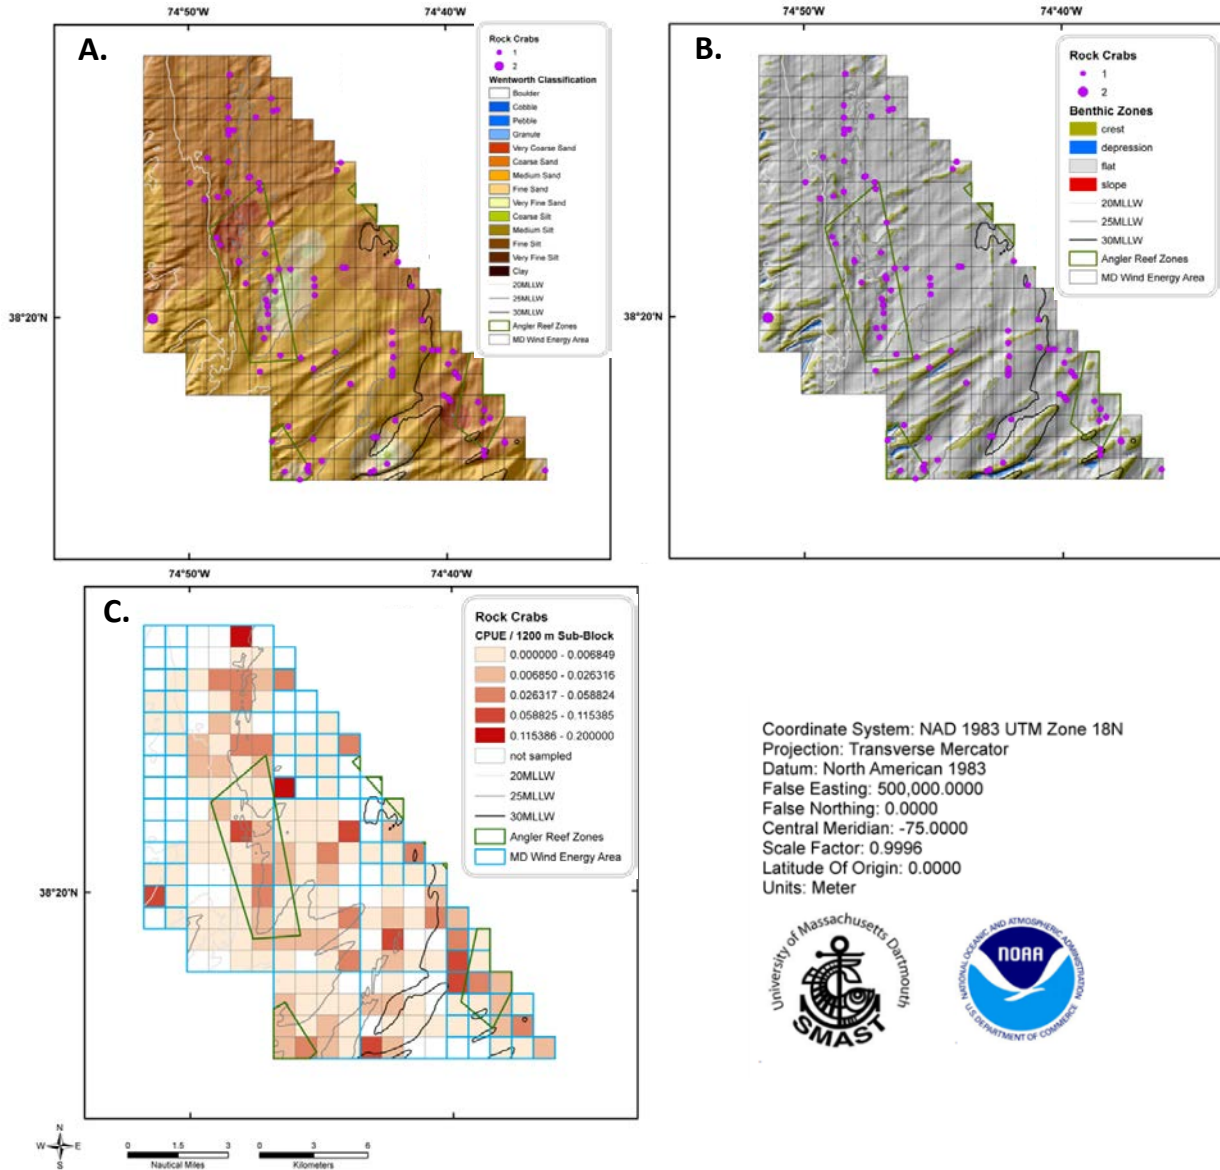 74°50'W
74°40'W
A.
Rock Crabs
1
2
Wentworth Classification
Boulder
Cobble
Pebble
Granule
Very Coarse Sand
Coarse Sand
Medium Sand
Fine Sand
Very Fine Sand
Coarse Silt
Medium Silt
Fine Silt
Very Fine Silt
Clay
20MLLW
25MLLW
30MLLW
Angler Reef Zones
MD Wind Energy Area
38°20'N
74°50'W
74°40'W
74°50'W
74°40'W
B.
Rock Crabs
1
2
Benthic Zones
crest
depression
flat
slope
20MLLW
25MLLW
30MLLW
Angler Reef Zones
MD Wind Energy Area
38°20'N
74°50'W
74°40'W
C.
Rock Crabs
CPUE / 1200 m Sub-Block
0.000000 - 0.006849
0.006850 - 0.026316
0.026317 - 0.058824
0.058825 - 0.115385
0.115386 - 0.200000
not sampled
20MLLW
25MLLW
30MLLW
Angler Reef Zones
MD Wind Energy Area
38°20'N
74°50'W
74°40'W
N
W
E
S
0
1.5
3
Nautical Miles
0
3
6
Kilometers
Coordinate System: NAD 1983 UTM Zone 18N
Projection: Transverse Mercator
Datum: North American 1983
False Easting: 500,000.0000
False Northing: 0.0000
Central Meridian: -75.0000
Scale Factor: 0.9996
Latitude Of Origin: 0.0000
Units: Meter
University of Massachusetts Dartmouth
SMAST
NATIONAL OCEANIC AND ATMOSPHERIC ADMINISTRATION
NOAA
U.S. DEPARTMENT OF COMMERCE